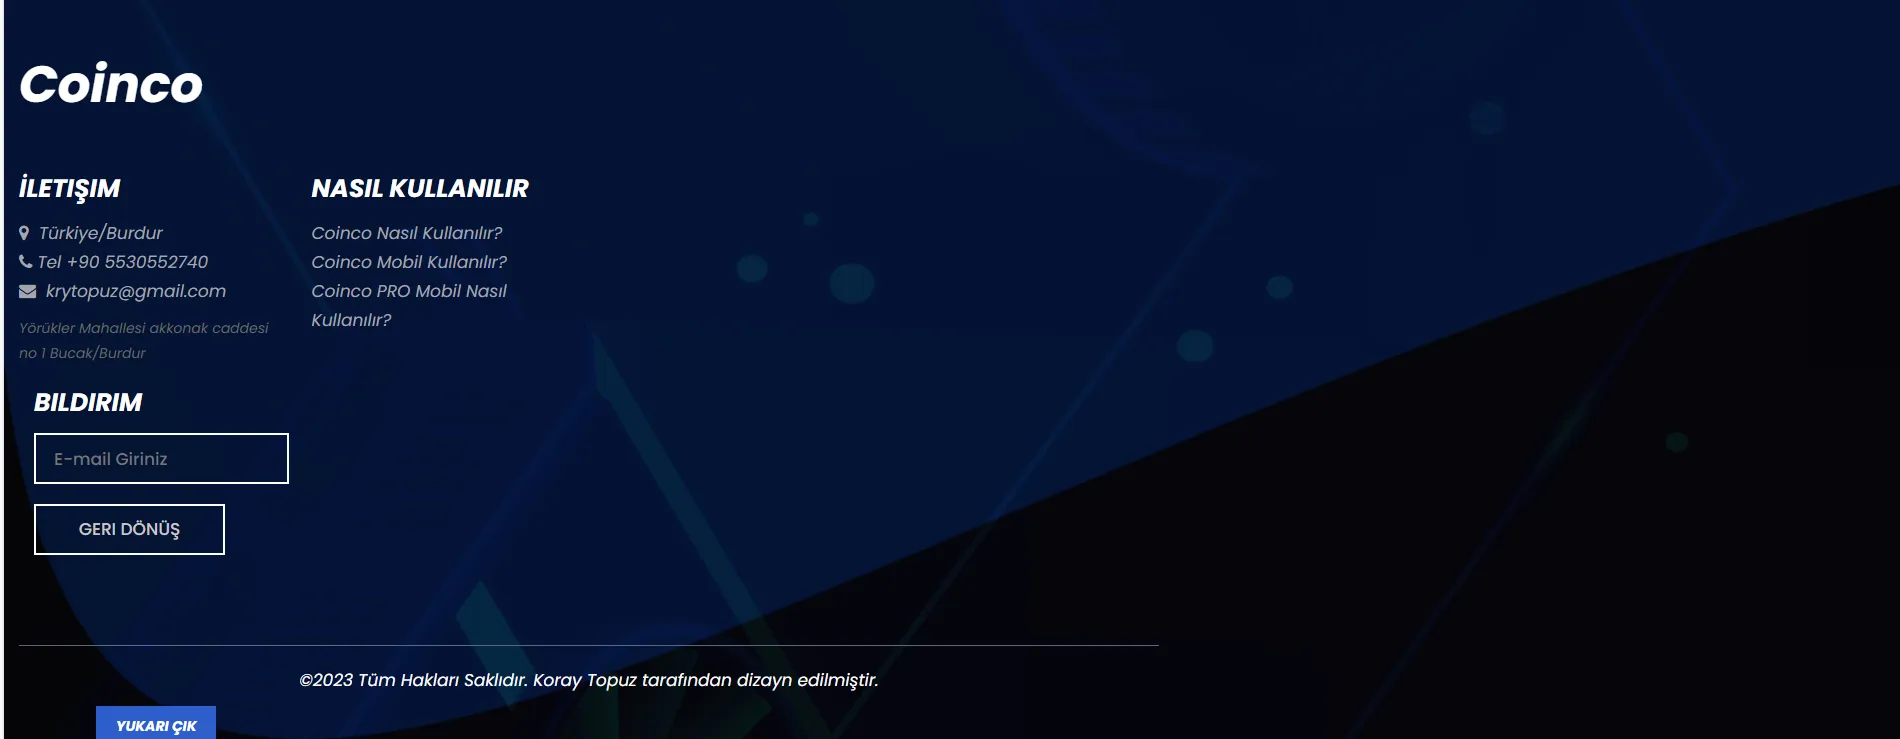 Coinco
İLETIŞIM
Türkiye/Burdur
Tel +90 5530552740
krytopuz@gmail.com
Yörükler Mahallesi akkonak caddesi
no 1 Bucak/Burdur
NASIL KULLANILIR
Coinco Nasıl Kullanılır?
Coinco Mobil Kullanılır?
Coinco PRO Mobil Nasıl
Kullanılır?
BILDIRIM
E-mail Giriniz
GERI DÖNÜŞ
©2023 Tüm Hakları Saklıdır. Koray Topuz tarafından dizayn edilmiştir.
YUKARI ÇIK